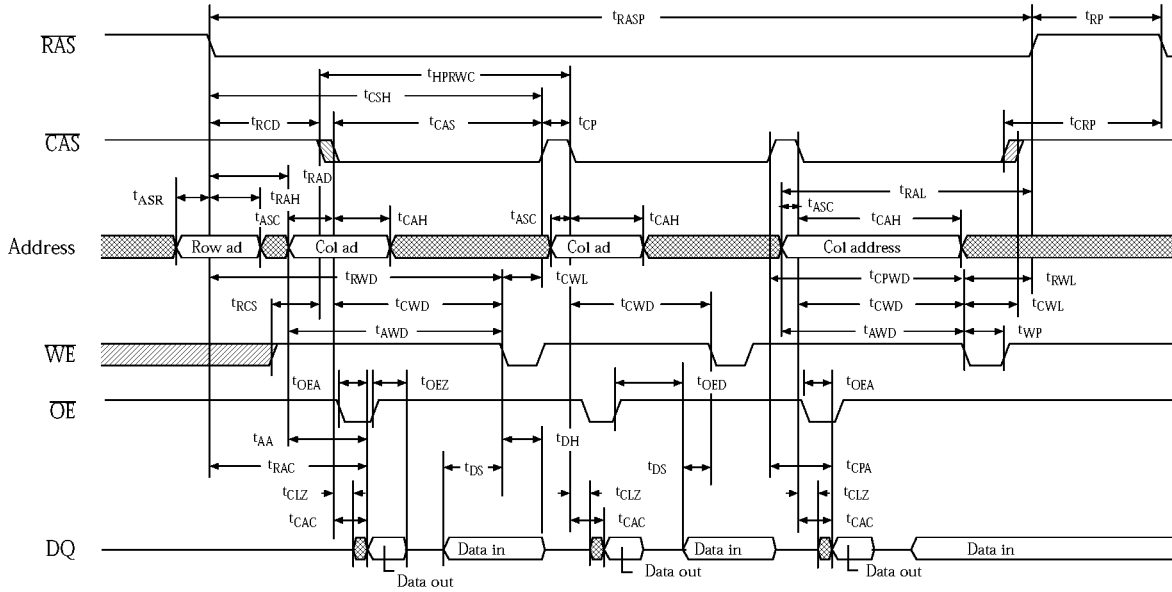 tRASP tRP
RAS
tHPRWC
tCSH
tRCD tCAS tCP tCRP
CAS
tRAD
tASR tRAH tRAL
tASC tCAH tASC tCAH tASC tCAH
Address Row ad Col ad Col ad Col address
tRWD tCWL tCPWD tRWL
tRCS tCWD tCWD tCWD tCWL
tAWD tAWD tWP
WE
tOEA tOEZ tOED tOEA
OE
tAA tDH
tRAC tDS tDS tCPA
tCLZ tCLZ tCLZ
tCAC tCAC tCAC
DQ Data in Data in Data in
Data out Data out Data out